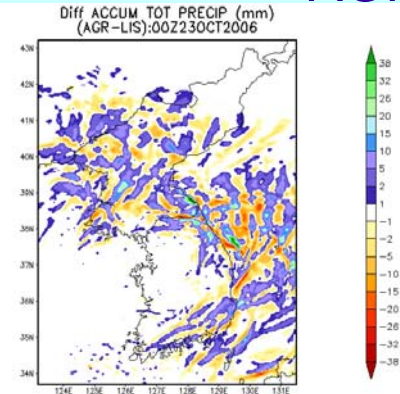 Diff ACCUM TOT PRECIP (mm)
(AGR-LIS):00Z23OCT2006
43N
42N
41N
40N
39N
38N
37N
36N
35N
34N
124E 125E 126E 127E 128E 129E 130E 131E
38
32
26
20
15
10
5
2
1
-1
-2
-5
-10
-15
-20
-26
-32
-38